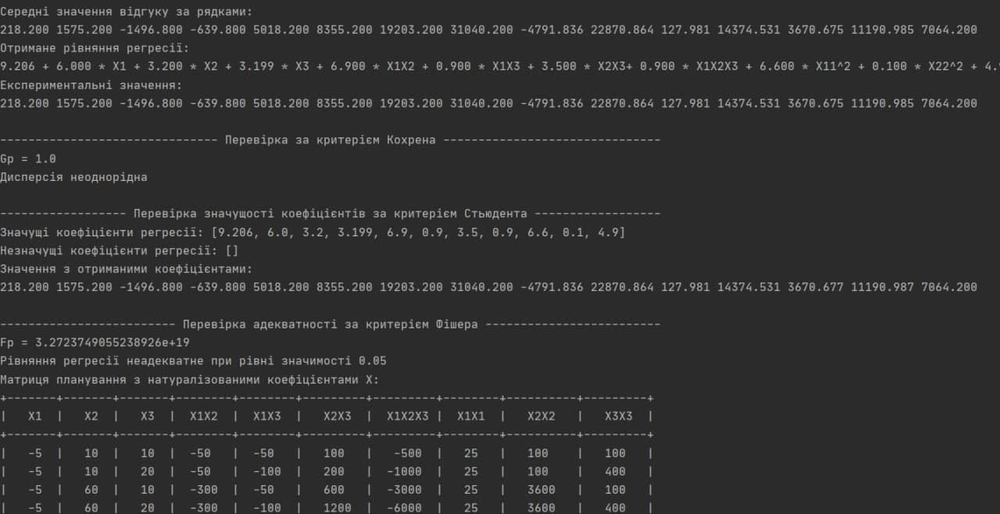 Середні значення відгуку за рядками:
218.200 1575.200 -1496.800 -639.800 5018.200 8355.200 19203.200 31040.200 -4791.836 22870.864 127.981 14374.531 3670.675 11190.985 7064.200
Отримане рівняння регресії:
9.206 + 6.000 * X1 + 3.200 * X2 + 3.199 * X3 + 6.900 * X1X2 + 0.900 * X1X3 + 3.500 * X2X3+ 0.900 * X1X2X3 + 6.600 * X11^2 + 0.100 * X22^2 + 4.
Експериментальні значення:
218.200 1575.200 -1496.800 -639.800 5018.200 8355.200 19203.200 31040.200 -4791.836 22870.864 127.981 14374.531 3670.675 11190.985 7064.200
------------------------------- Перевірка за критерієм Кохрена -------------------------------
Gp = 1.0
Дисперсія неоднорідна
------------------ Перевірка значущості коефіцієнтів за критерієм Стьюдента ------------------
Значущі коефіцієнти регресії: [9.206, 6.0, 3.2, 3.199, 6.9, 0.9, 3.5, 0.9, 6.6, 0.1, 4.9]
Незначущі коефіцієнти регресії: []
Значення з отриманими коефіцієнтами:
218.200 1575.200 -1496.800 -639.800 5018.200 8355.200 19203.200 31040.200 -4791.836 22870.864 127.981 14374.531 3670.677 11190.987 7064.200
------------------------- Перевірка адекватності за критерієм Фішера -------------------------
Fp = 3.2723749055238926e+19
Рівняння регресії неадекватне при рівні значимості 0.05
Матриця планування з натуралізованими коефіцієнтами X:
+-------+-------+-------+--------+--------+---------+---------+--------+----------+---------+
|   X1  |   X2  |   X3  |  X1X2  |  X1X3  |   X2X3  |  X1X2X3 |  X1X1  |   X2X2   |   X3X3  |
+-------+-------+-------+--------+--------+---------+---------+--------+----------+---------+
|   -5  |   10  |   10  |  -50   |  -50   |   100   |   -500  |   25   |   100    |   100   |
|   -5  |   10  |   20  |  -50   |  -100  |   200   |  -1000  |   25   |   100    |   400   |
|   -5  |   60  |   10  |  -300  |  -50   |   600   |  -3000  |   25   |   3600   |   100   |
|   -5  |   60  |   20  |  -300  |  -100  |   1200  |  -6000  |   25   |   3600   |   400   |